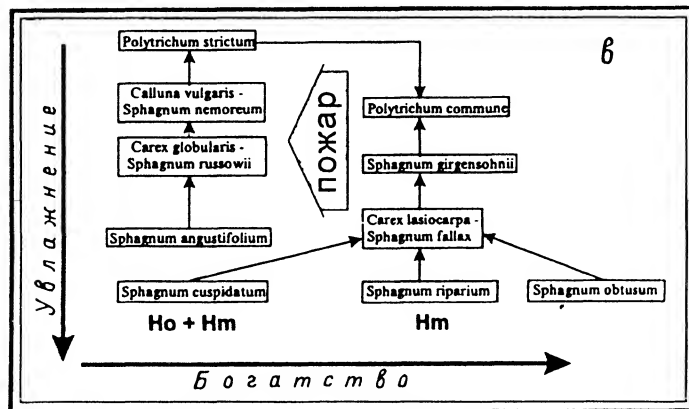 в
Polytrichum strictum
Calluna vulgaris -
Sphagnum nemoreum
Polytrichum commune
Carex globularis -
Sphagnum russowii
пожар
Sphagnum girgensohnii
Увлажнение
Sphagnum angustifolium
Carex lasiocarpa -
Sphagnum fallax
Sphagnum cuspidatum
Sphagnum riparium
Sphagnum obtusum
Ho + Hm
Hm
Богатство